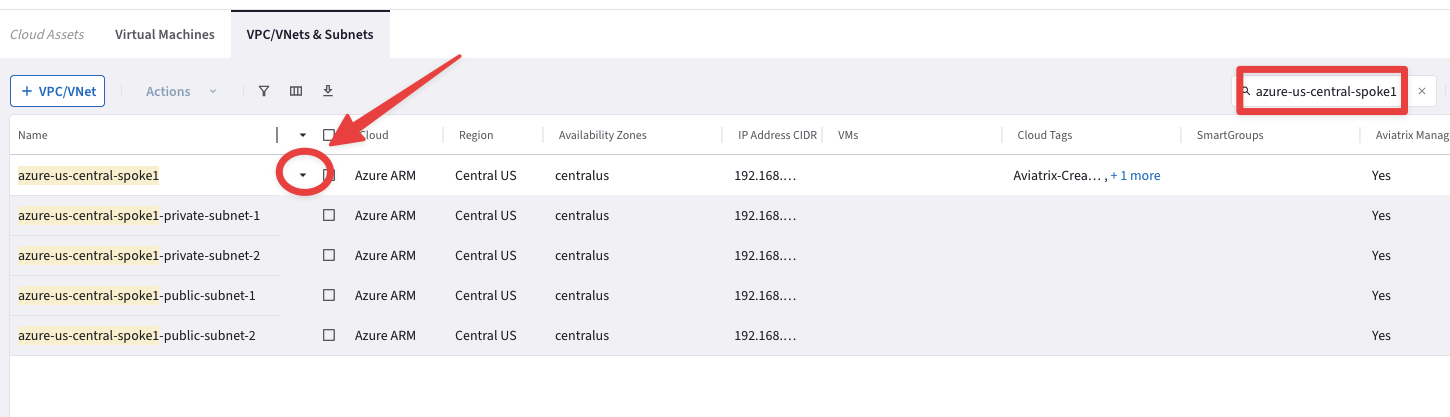 Cloud Assets Virtual Machines VPC/VNets & Subnets
+ VPC/VNet Actions azure-us-central-spoke1 ×
Name Cloud Region Availability Zones IP Address CIDR VMs Cloud Tags SmartGroups Aviatrix Manag
azure-us-central-spoke1 Azure ARM Central US centralus 192.168.… Aviatrix-Crea… , + 1 more Yes
azure-us-central-spoke1-private-subnet-1 Azure ARM Central US centralus 192.168.… Yes
azure-us-central-spoke1-private-subnet-2 Azure ARM Central US centralus 192.168.… Yes
azure-us-central-spoke1-public-subnet-1 Azure ARM Central US centralus 192.168.… Yes
azure-us-central-spoke1-public-subnet-2 Azure ARM Central US centralus 192.168.… Yes